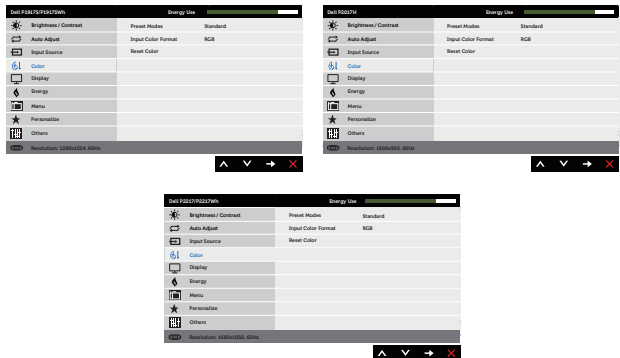 Dell P1917S/P1917SWh Energy Use
Brightness / Contrast Preset Modes Standard
Auto Adjust Input Color Format RGB
Input Source Reset Color
Color
Display
Energy
Menu
Personalize
Others
Resolution: 1280x1024, 60Hz
Dell P2017H Energy Use
Brightness / Contrast Preset Modes Standard
Auto Adjust Input Color Format RGB
Input Source Reset Color
Color
Display
Energy
Menu
Personalize
Others
Resolution: 1600x900, 60Hz
Dell P2217/P2217Wh Energy Use
Brightness / Contrast Preset Modes Standard
Auto Adjust Input Color Format RGB
Input Source Reset Color
Color
Display
Energy
Menu
Personalize
Others
Resolution: 1680x1050, 60Hz